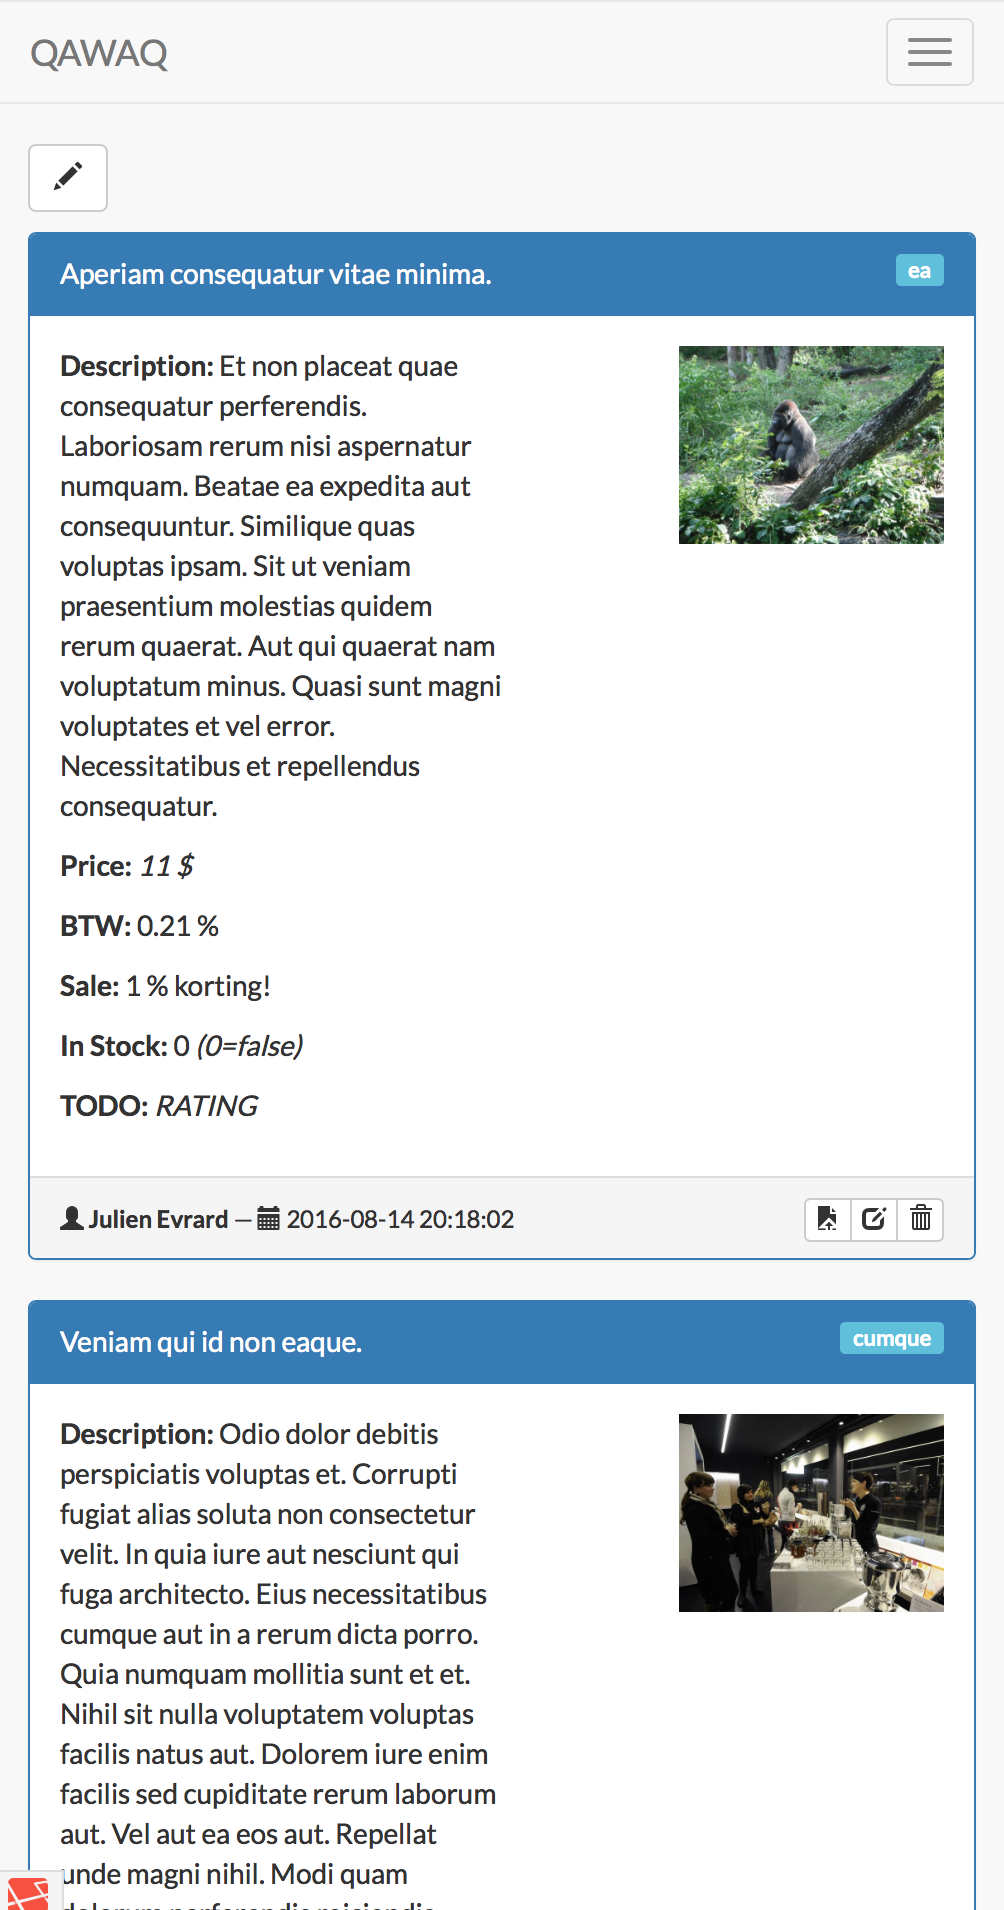 QAWAQ
Aperiam consequatur vitae minima.
ea
Description: Et non placeat quae
consequatur perferendis.
Laboriosam rerum nisi aspernatur
numquam. Beatae ea expedita aut
consequuntur. Similique quas
voluptas ipsam. Sit ut veniam
praesentium molestias quidem
rerum quaerat. Aut qui quaerat nam
voluptatum minus. Quasi sunt magni
voluptates et vel error.
Necessitatibus et repellendus
consequatur.
Price: 11 $
BTW: 0.21 %
Sale: 1 % korting!
In Stock: 0 (0=false)
TODO: RATING
Julien Evrard — 2016-08-14 20:18:02
Veniam qui id non eaque.
cumque
Description: Odio dolor debitis
perspiciatis voluptas et. Corrupti
fugiat alias soluta non consectetur
velit. In quia iure aut nesciunt qui
fuga architecto. Eius necessitatibus
cumque aut in a rerum dicta porro.
Quia numquam mollitia sunt et et.
Nihil sit nulla voluptatem voluptas
facilis natus aut. Dolorem iure enim
facilis sed cupiditate rerum laborum
aut. Vel aut ea eos aut. Repellat
unde magni nihil. Modi quam